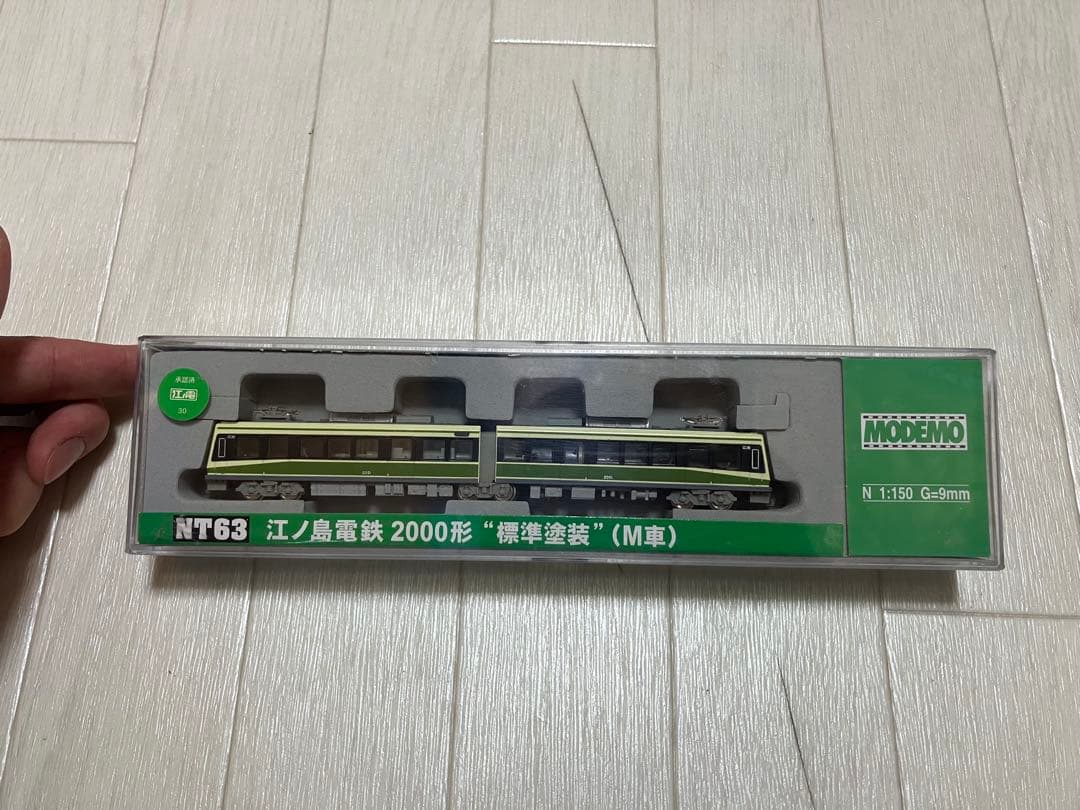 承認済
江ノ電
30
MODEMO
N 1:150 G=9mm
NT63 江ノ島電鉄 2000形 “標準塗装”（M車）